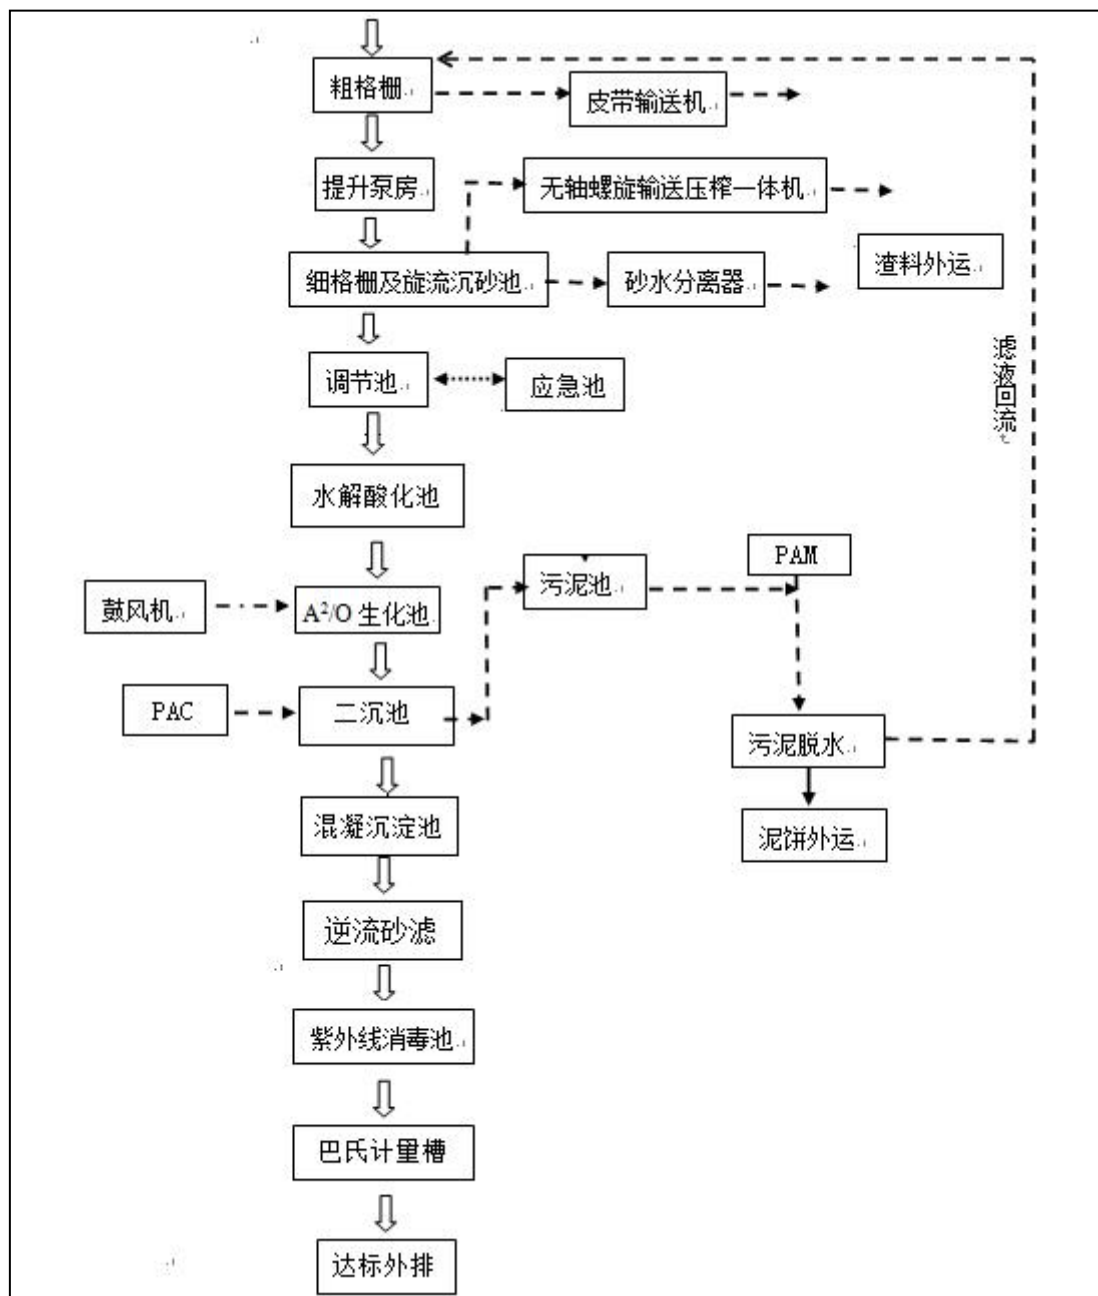 粗格栅
皮带输送机
提升泵房
无轴螺旋输送压榨一体机
细格栅及旋流沉砂池
砂水分离器
渣料外运
调节池
应急池
滤液回流
水解酸化池
鼓风机
A²/O 生化池
污泥池
PAM
PAC
二沉池
污泥脱水
混凝沉淀池
泥饼外运
逆流砂滤
紫外线消毒池
巴氏计量槽
达标外排